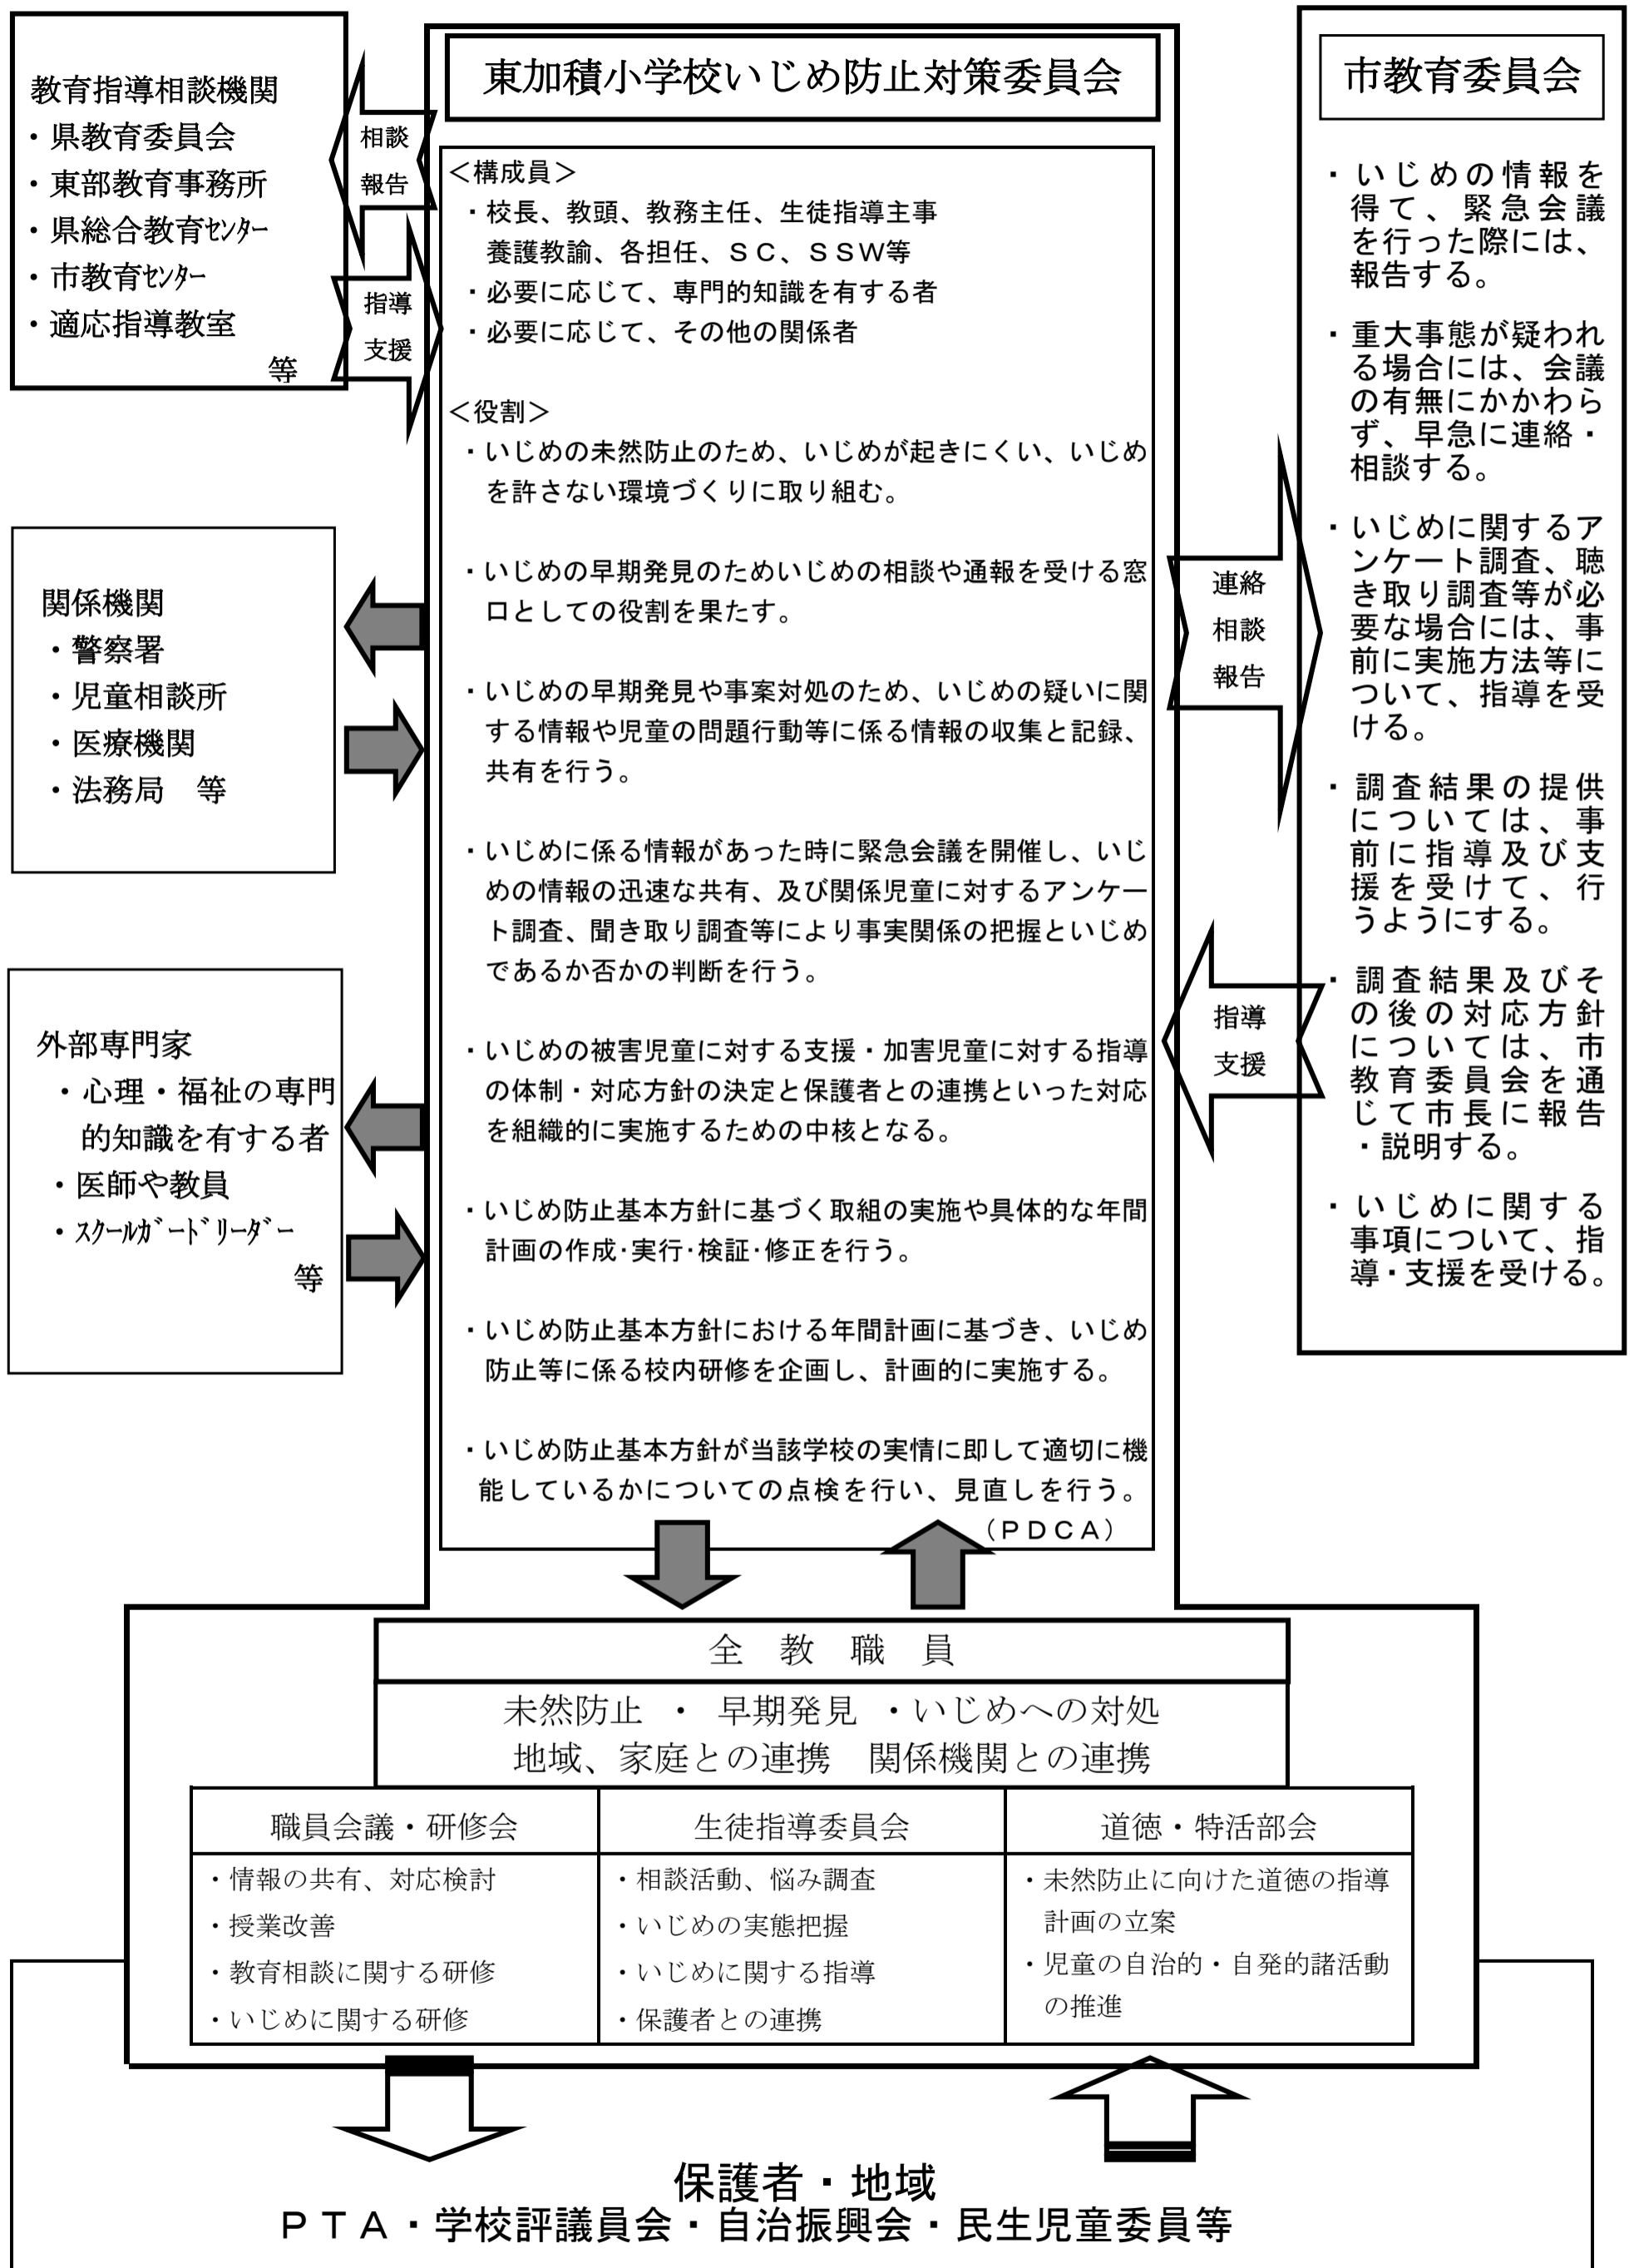 教育指導相談機関
・県教育委員会
・東部教育事務所
・県総合教育ｾﾝﾀｰ
・市教育ｾﾝﾀｰ
・適応指導教室
等
相談
報告
指導
支援
関係機関
・警察署
・児童相談所
・医療機関
・法務局　等
外部専門家
・心理・福祉の専門
的知識を有する者
・医師や教員
・ｽｸｰﾙｶﾞｰﾄﾞﾘｰﾀﾞｰ
等
東加積小学校いじめ防止対策委員会
＜構成員＞
・校長、教頭、教務主任、生徒指導主事
養護教諭、各担任、ＳＣ、ＳＳＷ等
・必要に応じて、専門的知識を有する者
・必要に応じて、その他の関係者
＜役割＞
・いじめの未然防止のため、いじめが起きにくい、いじめ
を許さない環境づくりに取り組む。
・いじめの早期発見のためいじめの相談や通報を受ける窓
口としての役割を果たす。
・いじめの早期発見や事案対処のため、いじめの疑いに関
する情報や児童の問題行動等に係る情報の収集と記録、
共有を行う。
・いじめに係る情報があった時に緊急会議を開催し、いじ
めの情報の迅速な共有、及び関係児童に対するアンケー
ト調査、聞き取り調査等により事実関係の把握といじめ
であるか否かの判断を行う。
・いじめの被害児童に対する支援・加害児童に対する指導
の体制・対応方針の決定と保護者との連携といった対応
を組織的に実施するための中核となる。
・いじめ防止基本方針に基づく取組の実施や具体的な年間
計画の作成･実行･検証･修正を行う。
・いじめ防止基本方針における年間計画に基づき、いじめ
防止等に係る校内研修を企画し、計画的に実施する。
・いじめ防止基本方針が当該学校の実情に即して適切に機
能しているかについての点検を行い、見直しを行う。
（ＰＤＣＡ）
連絡
相談
報告
指導
支援
市教育委員会
・いじめの情報を
得て、緊急会議
を行った際には、
報告する。
・重大事態が疑われ
る場合には、会議
の有無にかかわら
ず、早急に連絡・
相談する。
・いじめに関するア
ンケート調査、聴
き取り調査等が必
要な場合には、事
前に実施方法等に
ついて、指導を受
ける。
・調査結果の提供
については、事
前に指導及び支
援を受けて、行
うようにする。
・調査結果及びそ
の後の対応方針
については、市
教育委員会を通
じて市長に報告
・説明する。
・いじめに関する
事項について、指
導・支援を受ける。
全　教　職　員
未然防止　・　早期発見　・いじめへの対処
地域、家庭との連携　関係機関との連携
職員会議・研修会
・情報の共有、対応検討
・授業改善
・教育相談に関する研修
・いじめに関する研修
生徒指導委員会
・相談活動、悩み調査
・いじめの実態把握
・いじめに関する指導
・保護者との連携
道徳・特活部会
・未然防止に向けた道徳の指導
計画の立案
・児童の自治的・自発的諸活動
の推進
保護者・地域
ＰＴＡ・学校評議員会・自治振興会・民生児童委員等